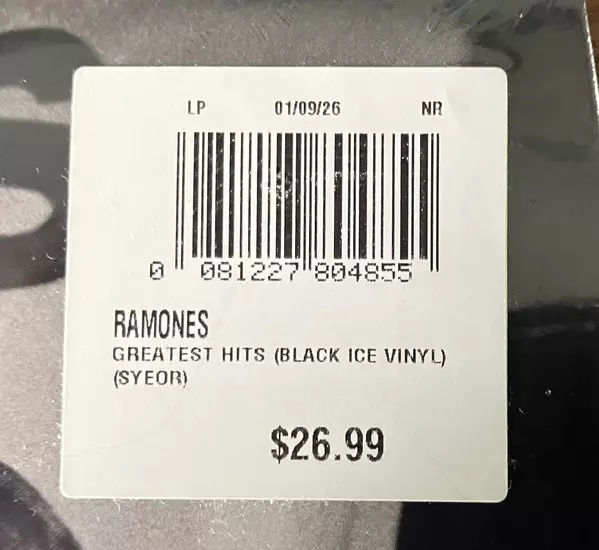 LP 01/09/26 NR
0 081227 804855
RAMONES
GREATEST HITS (BLACK ICE VINYL)
(SYEOR)
$26.99